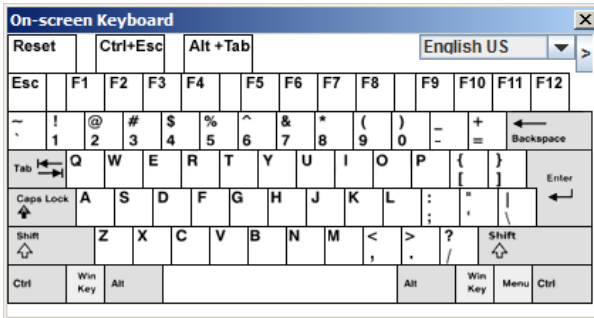 On-screen Keyboard X
Reset Ctrl+Esc Alt +Tab English US >
Esc F1 F2 F3 F4 F5 F6 F7 F8 F9 F10 F11 F12
~ ! @ # $ % ^ & * ( ) _ +
` 1 2 3 4 5 6 7 8 9 0 - = Backspace
Tab Q W E R T Y U I O P { }
[ ] Enter
Caps Lock A S D F G H J K L : " |
; ' \
Shift Z X C V B N M < > ? Shift
, . /
Ctrl Win Key Alt Alt Win Key Menu Ctrl